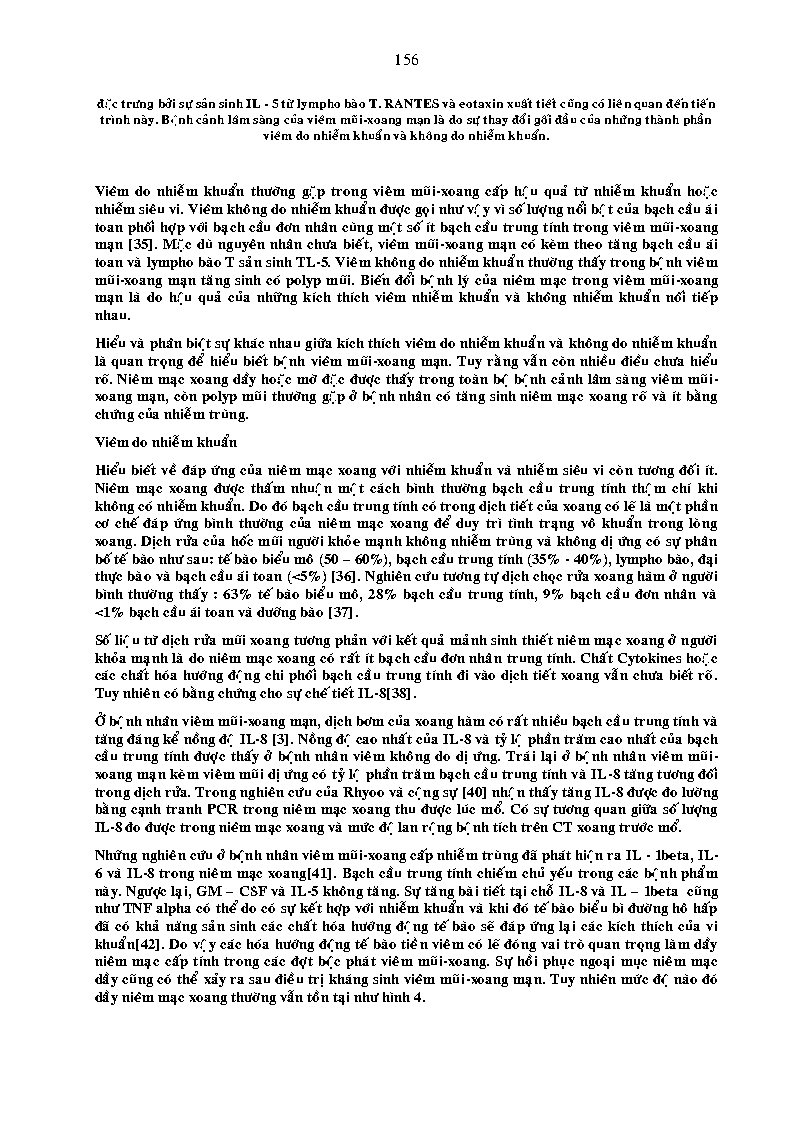 156
đặc trưng bởi sự sản sinh IL - 5 từ lympho bào T. RANTES và eotaxin xuất tiết cũng có liên quan đến tiến
trình này. Bệnh cảnh lâm sàng của viêm mũi-xoang mạn là do sự thay đổi gối đầu của những thành phần
viêm do nhiễm khuẩn và không do nhiễm khuẩn.
Viêm do nhiễm khuẩn thường gặp trong viêm mũi-xoang cấp hậu quả từ nhiễm khuẩn hoặc
nhiễm siêu vi. Viêm không do nhiễm khuẩn được gọi như vậy vì số lượng nổi bật của bạch cầu ái
toan phối hợp với bạch cầu đơn nhân cùng một số ít bạch cầu trung tính trong viêm mũi-xoang
mạn [35]. Mặc dù nguyên nhân chưa biết, viêm mũi-xoang mạn có kèm theo tăng bạch cầu ái
toan và lympho bào T sản sinh TL-5. Viêm không do nhiễm khuẩn thường thấy trong bệnh viêm
mũi-xoang mạn tăng sinh có polyp mũi. Biến đổi bệnh lý của niêm mạc trong viêm mũi-xoang
mạn là do hậu quả của những kích thích viêm nhiễm khuẩn và không nhiễm khuẩn nối tiếp
nhau.
Hiểu và phân biệt sự khác nhau giữa kích thích viêm do nhiễm khuẩn và không do nhiễm khuẩn
là quan trọng để hiểu biết bệnh viêm mũi-xoang mạn. Tuy rằng vẫn còn nhiều điều chưa hiểu
rõ. Niêm mạc xoang dầy hoặc mờ đặc được thấy trong toàn bộ bệnh cảnh lâm sàng viêm mũi-
xoang mạn, còn polyp mũi thường gặp ở bệnh nhân có tăng sinh niêm mạc xoang rõ và ít bằng
chứng của nhiễm trùng.
Viêm do nhiễm khuẩn
Hiểu biết về đáp ứng của niêm mạc xoang với nhiễm khuẩn và nhiễm siêu vi còn tương đối ít.
Niêm mạc xoang được thấm nhuận một cách bình thường bạch cầu trung tính thậm chí khi
không có nhiễm khuẩn. Do đó bạch cầu trung tính có trong dịch tiết của xoang có lẽ là một phần
cơ chế đáp ứng bình thường của niêm mạc xoang để duy trì tình trạng vô khuẩn trong lòng
xoang. Dịch rửa của hốc mũi người khỏe mạnh không nhiễm trùng và không dị ứng có sự phân
bố tế bào như sau: tế bào biểu mô (50 – 60%), bạch cầu trung tính (35% - 40%), lympho bào, đại
thực bào và bạch cầu ái toan (<5%) [36]. Nghiên cứu tương tự dịch chọc rửa xoang hàm ở người
bình thường thấy : 63% tế bào biểu mô, 28% bạch cầu trung tính, 9% bạch cầu đơn nhân và
<1% bạch cầu ái toan và dưỡng bào [37].
Số liệu từ dịch rửa mũi xoang tương phản với kết quả mảnh sinh thiết niêm mạc xoang ở người
khỏa mạnh là do niêm mạc xoang có rất ít bạch cầu đơn nhân trung tính. Chất Cytokines hoặc
các chất hóa hướng động chi phối bạch cầu trung tính đi vào dịch tiết xoang vẫn chưa biết rõ.
Tuy nhiên có bằng chứng cho sự chế tiết IL-8[38].
Ở bệnh nhân viêm mũi-xoang mạn, dịch bơm của xoang hàm có rất nhiều bạch cầu trung tính và
tăng đáng kể nồng độ IL-8 [3]. Nồng độ cao nhất của IL-8 và tỷ lệ phần trăm cao nhất của bạch
cầu trung tính được thấy ở bệnh nhân viêm không do dị ứng. Trái lại ở bệnh nhân viêm mũi-
xoang mạn kèm viêm mũi dị ứng có tỷ lệ phần trăm bạch cầu trung tính và IL-8 tăng tương đối
trong dịch rửa. Trong nghiên cứu của Rhyoo và cộng sự [40] nhận thấy tăng IL-8 được đo lường
bằng cạnh tranh PCR trong niêm mạc xoang thu được lúc mổ. Có sự tương quan giữa số lượng
IL-8 đo được trong niêm mạc xoang và mức độ lan rộng bệnh tích trên CT xoang trước mổ.
Những nghiên cứu ở bệnh nhân viêm mũi-xoang cấp nhiễm trùng đã phát hiện ra IL - 1beta, IL-
6 và IL-8 trong niêm mạc xoang[41]. Bạch cầu trung tính chiếm chủ yếu trong các bệnh phẩm
này. Ngược lại, GM – CSF và IL-5 không tăng. Sự tăng bài tiết tại chỗ IL-8 và IL – 1beta cũng
như TNF alpha có thể do có sự kết hợp với nhiễm khuẩn và khi đó tế bào biểu bì đường hô hấp
đã có khả năng sản sinh các chất hóa hướng động tế bào sẽ đáp ứng lại các kích thích của vi
khuẩn[42]. Do vậy các hóa hướng động tế bào tiền viêm có lẽ đóng vai trò quan trọng làm dầy
niêm mạc cấp tính trong các đợt bộc phát viêm mũi-xoang. Sự hồi phục ngoại mục niêm mạc
dầy cũng có thể xảy ra sau điều trị kháng sinh viêm mũi-xoang mạn. Tuy nhiên mức độ nào đó
dầy niêm mạc xoang thường vẫn tồn tại như hình 4.